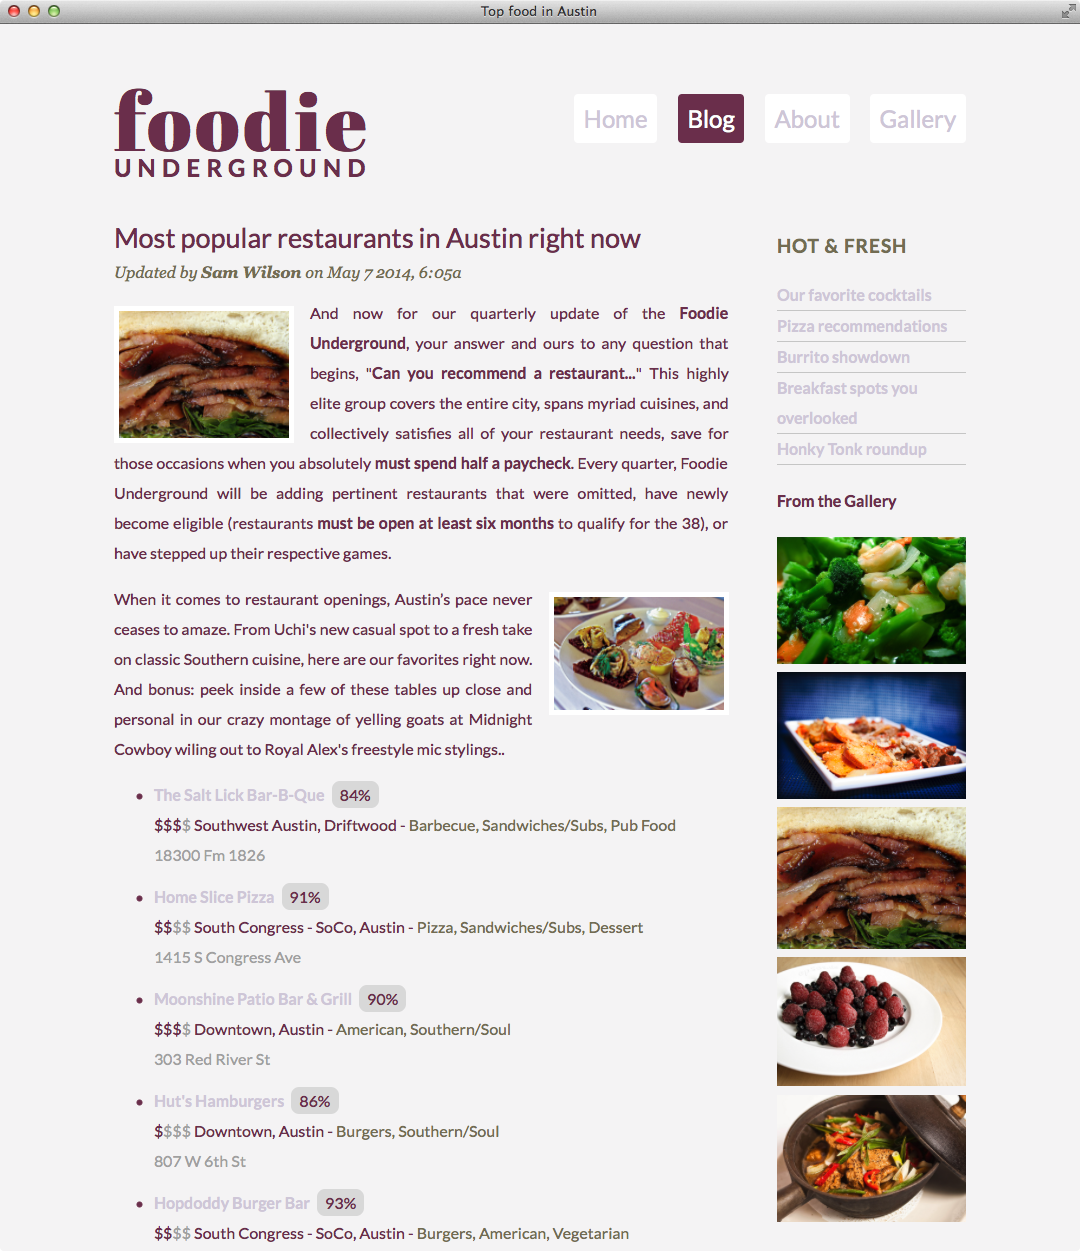 Top food in Austin
foodie
UNDERGROUND
Home
Blog
About
Gallery
Most popular restaurants in Austin right now
Updated by Sam Wilson on May 7 2014, 6:05a
And now for our quarterly update of the Foodie
Underground, your answer and ours to any question that
begins, "Can you recommend a restaurant..." This highly
elite group covers the entire city, spans myriad cuisines, and
collectively satisfies all of your restaurant needs, save for
those occasions when you absolutely must spend half a paycheck. Every quarter, Foodie
Underground will be adding pertinent restaurants that were omitted, have newly
become eligible (restaurants must be open at least six months to qualify for the 38), or
have stepped up their respective games.
When it comes to restaurant openings, Austin’s pace never
ceases to amaze. From Uchi's new casual spot to a fresh take
on classic Southern cuisine, here are our favorites right now.
And bonus: peek inside a few of these tables up close and
personal in our crazy montage of yelling goats at Midnight
Cowboy wiling out to Royal Alex's freestyle mic stylings..
• The Salt Lick Bar-B-Que 84%
$$$$ Southwest Austin, Driftwood - Barbecue, Sandwiches/Subs, Pub Food
18300 Fm 1826
• Home Slice Pizza 91%
$$$$ South Congress - SoCo, Austin - Pizza, Sandwiches/Subs, Dessert
1415 S Congress Ave
• Moonshine Patio Bar & Grill 90%
$$$$ Downtown, Austin - American, Southern/Soul
303 Red River St
• Hut's Hamburgers 86%
$$$$ Downtown, Austin - Burgers, Southern/Soul
807 W 6th St
• Hopdoddy Burger Bar 93%
$$$$ South Congress - SoCo, Austin - Burgers, American, Vegetarian
HOT & FRESH
Our favorite cocktails
Pizza recommendations
Burrito showdown
Breakfast spots you
overlooked
Honky Tonk roundup
From the Gallery